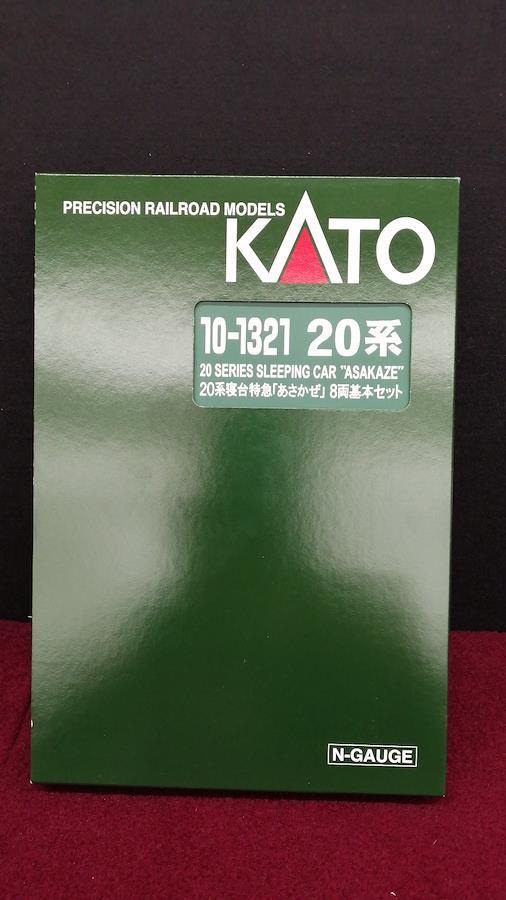 PRECISION RAILROAD MODELS
KATO
10-1321 20系
20 SERIES SLEEPING CAR "ASAKAZE"
20系寝台特急「あさかぜ」8両基本セット
N-GAUGE